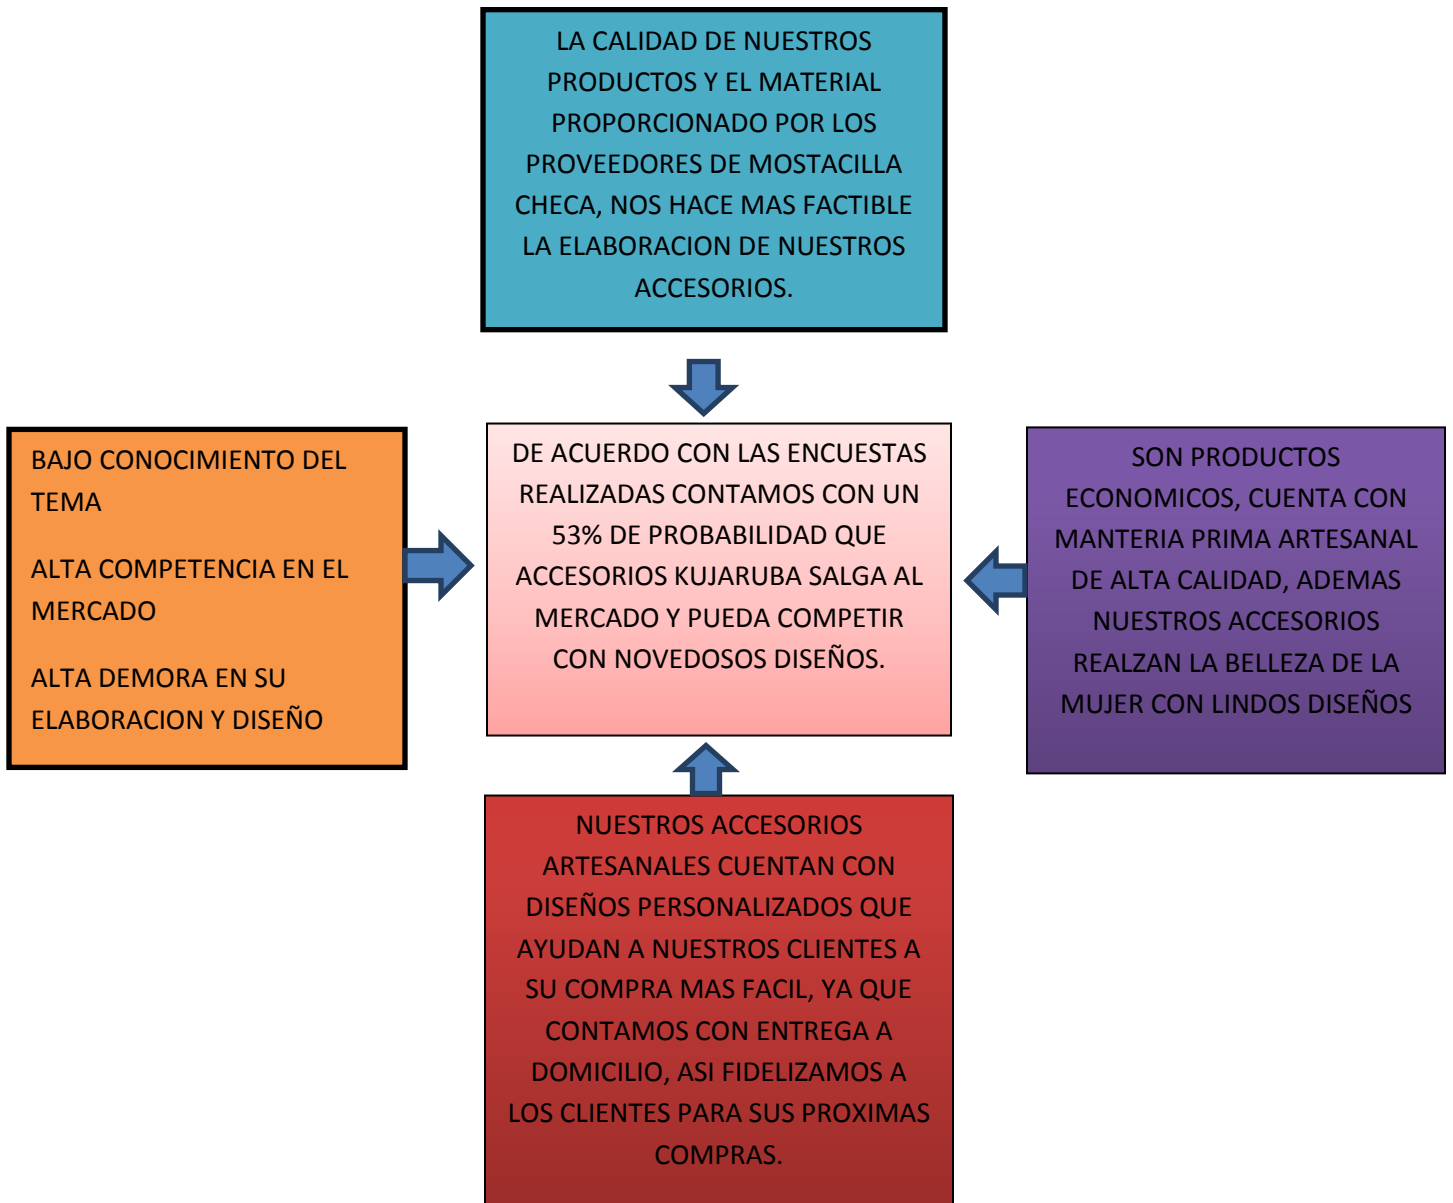 LA CALIDAD DE NUESTROS
PRODUCTOS Y EL MATERIAL
PROPORCIONADO POR LOS
PROVEEDORES DE MOSTACILLA
CHECA, NOS HACE MAS FACTIBLE
LA ELABORACION DE NUESTROS
ACCESORIOS.
BAJO CONOCIMIENTO DEL
TEMA
ALTA COMPETENCIA EN EL
MERCADO
ALTA DEMORA EN SU
ELABORACION Y DISEÑO
DE ACUERDO CON LAS ENCUESTAS
REALIZADAS CONTAMOS CON UN
53% DE PROBABILIDAD QUE
ACCESORIOS KUJARUBA SALGA AL
MERCADO Y PUEDA COMPETIR
CON NOVEDOSOS DISEÑOS.
SON PRODUCTOS
ECONOMICOS, CUENTA CON
MANTERIA PRIMA ARTESANAL
DE ALTA CALIDAD, ADEMAS
NUESTROS ACCESORIOS
REALZAN LA BELLEZA DE LA
MUJER CON LINDOS DISEÑOS
NUESTROS ACCESORIOS
ARTESANALES CUENTAN CON
DISEÑOS PERSONALIZADOS QUE
AYUDAN A NUESTROS CLIENTES A
SU COMPRA MAS FACIL, YA QUE
CONTAMOS CON ENTREGA A
DOMICILIO, ASI FIDELIZAMOS A
LOS CLIENTES PARA SUS PROXIMAS
COMPRAS.